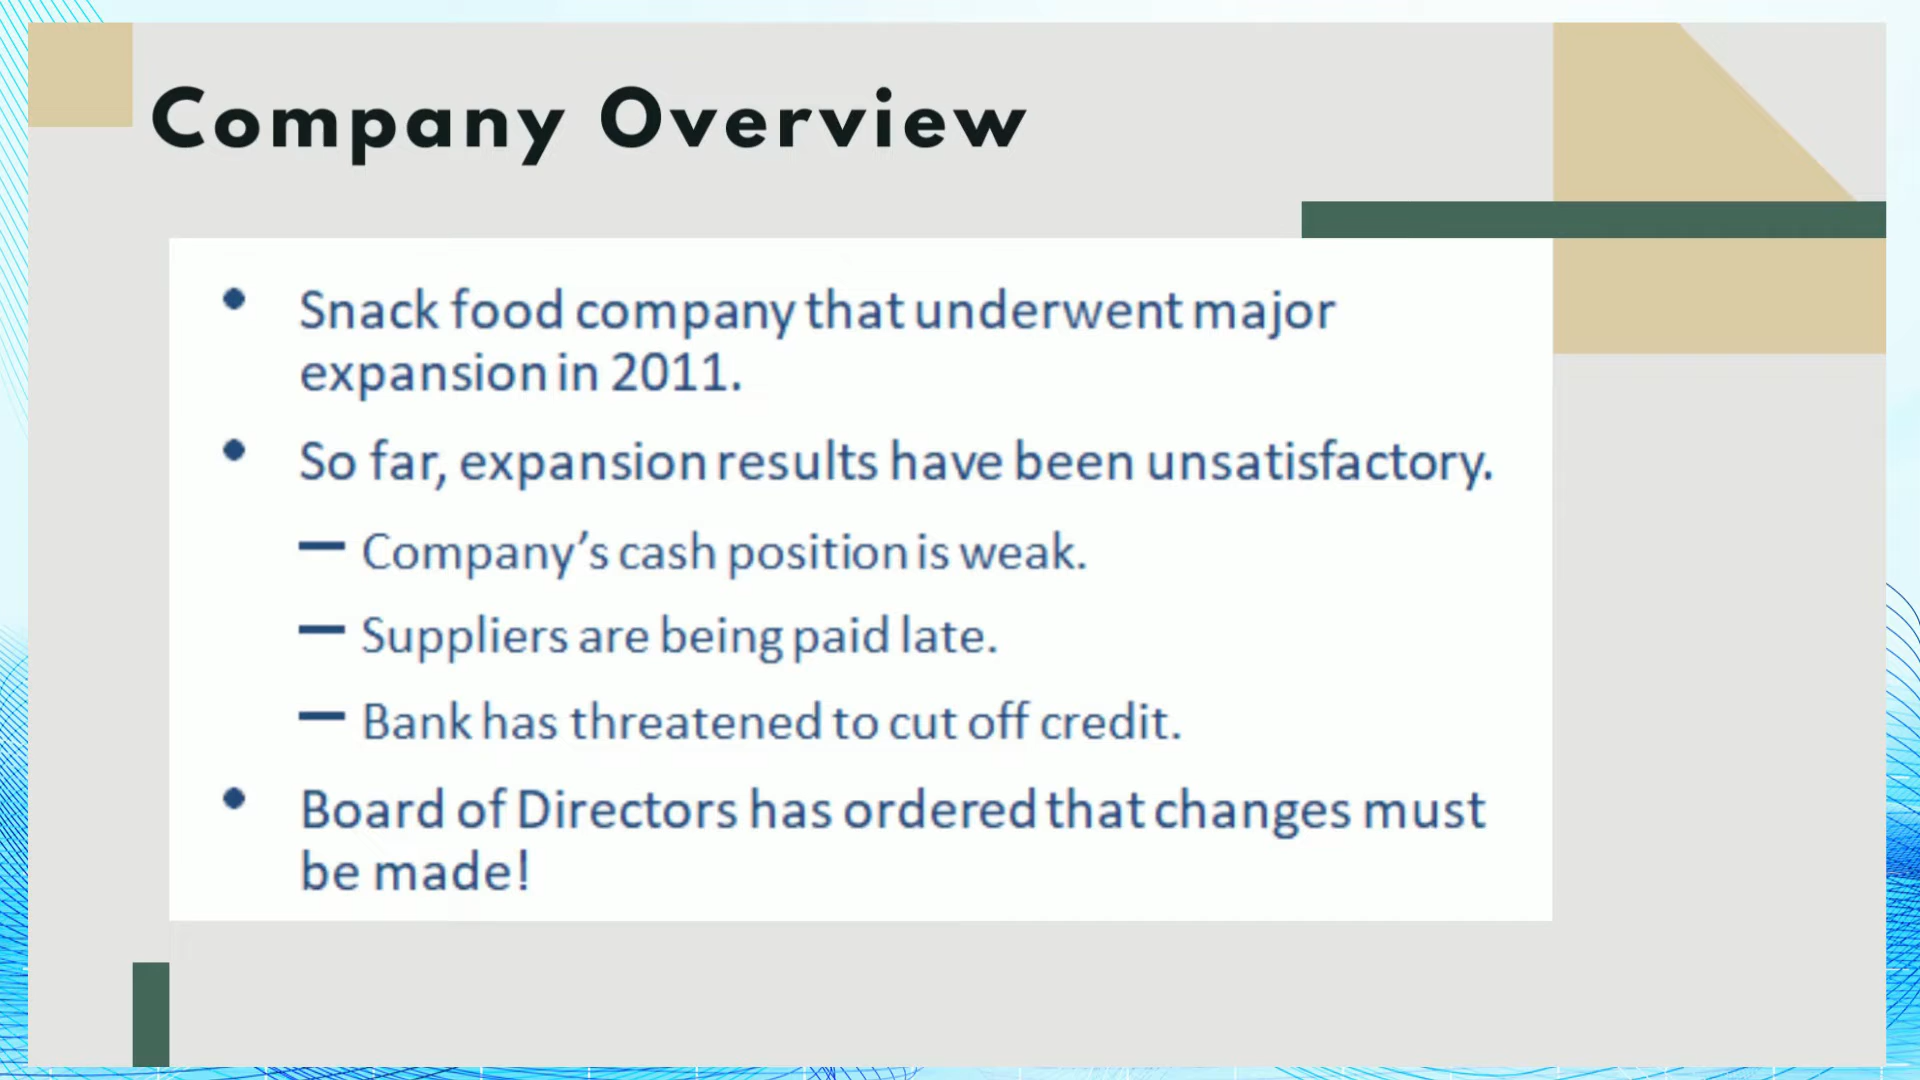 Company Overview
• Snack food company that underwent major
expansion in 2011.
• So far, expansion results have been unsatisfactory.
— Company’s cash position is weak.
— Suppliers are being paid late.
— Bank has threatened to cut off credit.
• Board of Directors has ordered that changes must
be made!